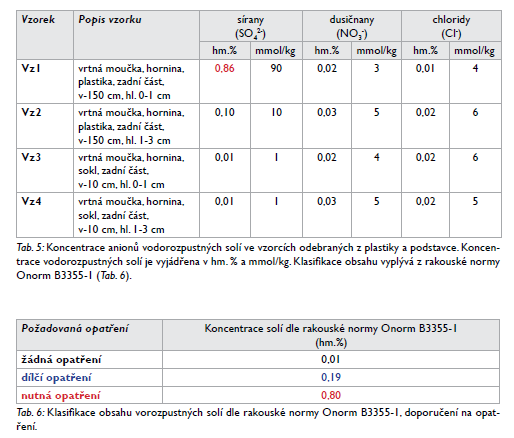 Vzorek Popis vzorku sírany dusičnany chloridy
(SO₄²⁻) (NO₃⁻) (Cl⁻)
hm.% mmol/kg hm.% mmol/kg hm.% mmol/kg
Vz1 vrtná moučka, hornina, 0,86 90 0,02 3 0,01 4
plastika, zadní část,
v-150 cm, hl. 0-1 cm
Vz2 vrtná moučka, hornina, 0,10 10 0,03 5 0,02 6
plastika, zadní část,
v-150 cm, hl. 1-3 cm
Vz3 vrtná moučka, hornina, 0,01 1 0,02 4 0,02 6
sokl, zadní část,
v-10 cm, hl. 0-1 cm
Vz4 vrtná moučka, hornina, 0,01 1 0,03 5 0,02 5
sokl, zadní část,
v-10 cm, hl. 1-3 cm
Tab. 5: Koncentrace anionů vodorozpustných solí ve vzorcích odebraných z plastiky a podstavce. Koncen-
trace vodorozpustných solí je vyjádřena v hm. % a mmol/kg. Klasifikace obsahu vyplývá z rakouské normy
Onorm B3355-1 (Tab. 6).
Požadovaná opatření Koncentrace solí dle rakouské normy Onorm B3355-1
(hm.%)
žádná opatření 0,01
dílčí opatření 0,19
nutná opatření 0,80
Tab. 6: Klasifikace obsahu vorozpustných solí dle rakouské normy Onorm B3355-1, doporučení na opat-
ření.